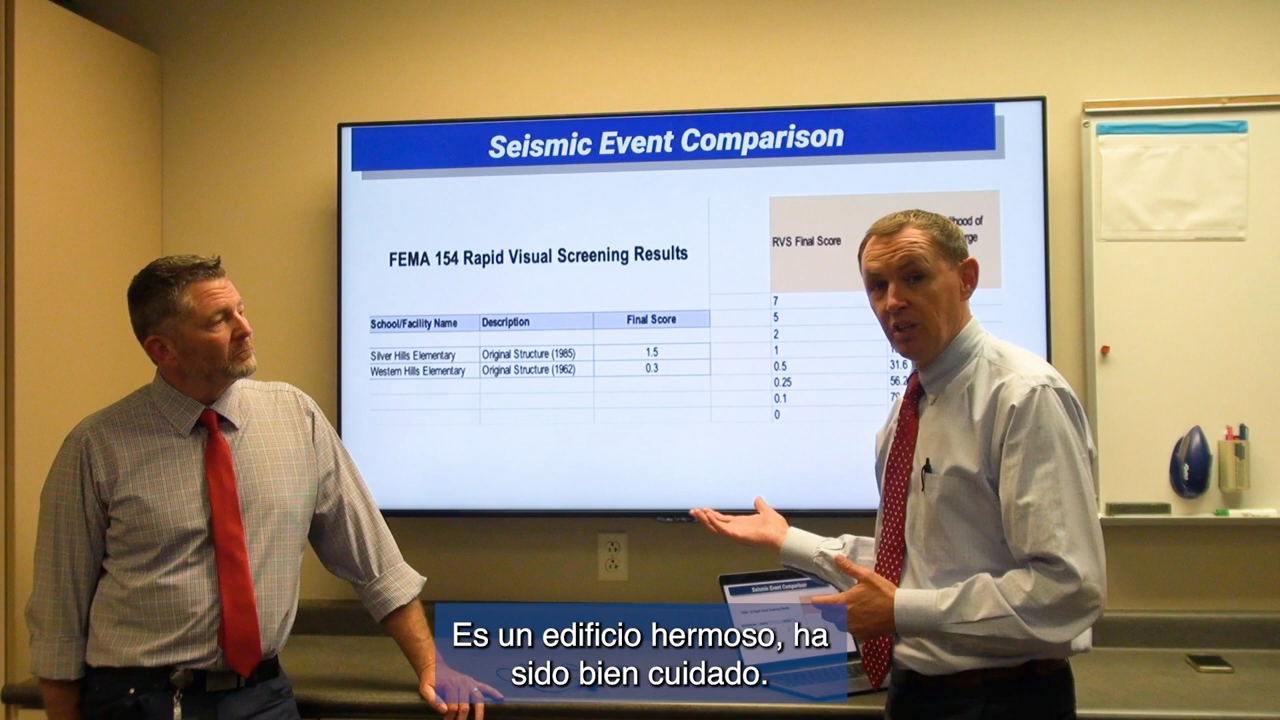 Seismic Event Comparison
FEMA 154 Rapid Visual Screening Results
School/Facility Name Description Final Score
Silver Hills Elementary Original Structure (1985) 1.5
Western Hills Elementary Original Structure (1962) 0.3
RVS Final Score
7
5
2
1
0.5 31.6
0.25 56.2
0.1
0
Seismic Event Comparison
Es un edificio hermoso, ha
sido bien cuidado.